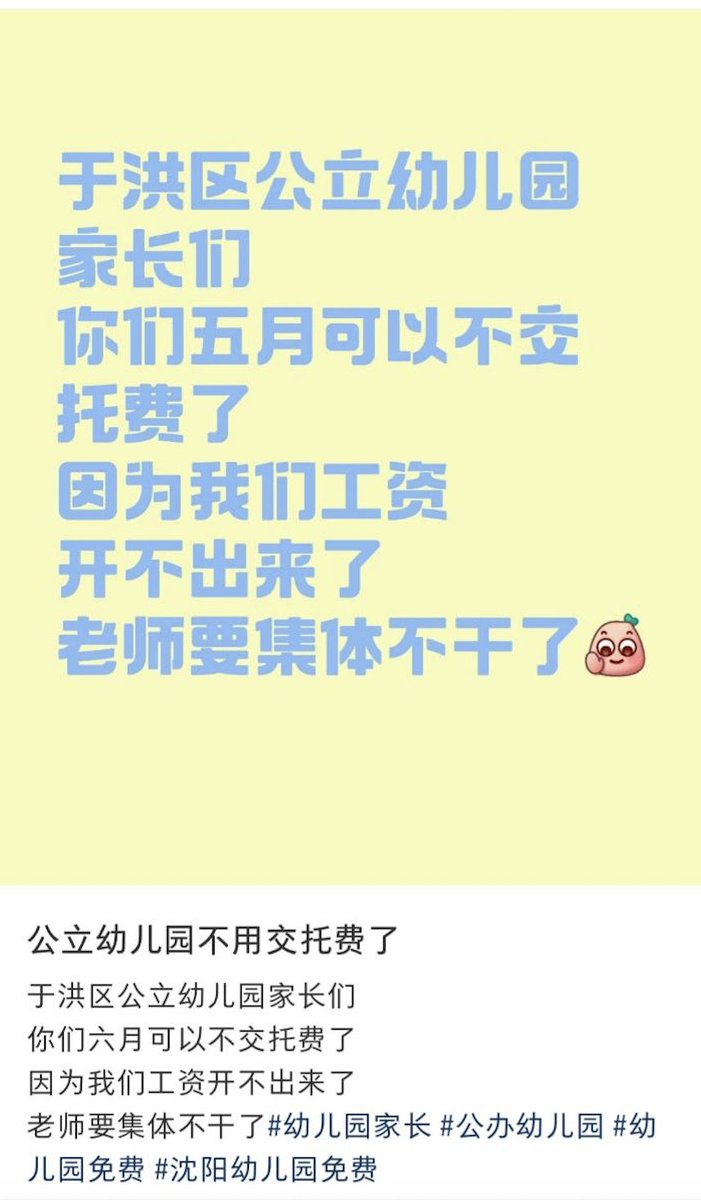 于洪区公立幼儿园
家长们
你们五月可以不交
托费了
因为我们工资
开不出来了
老师要集体不干了
公立幼儿园不用交托费了
于洪区公立幼儿园家长们
你们六月可以不交托费了
因为我们工资开不出来了
老师要集体不干了#幼儿园家长 #公办幼儿园 #幼
儿园免费 #沈阳幼儿园免费